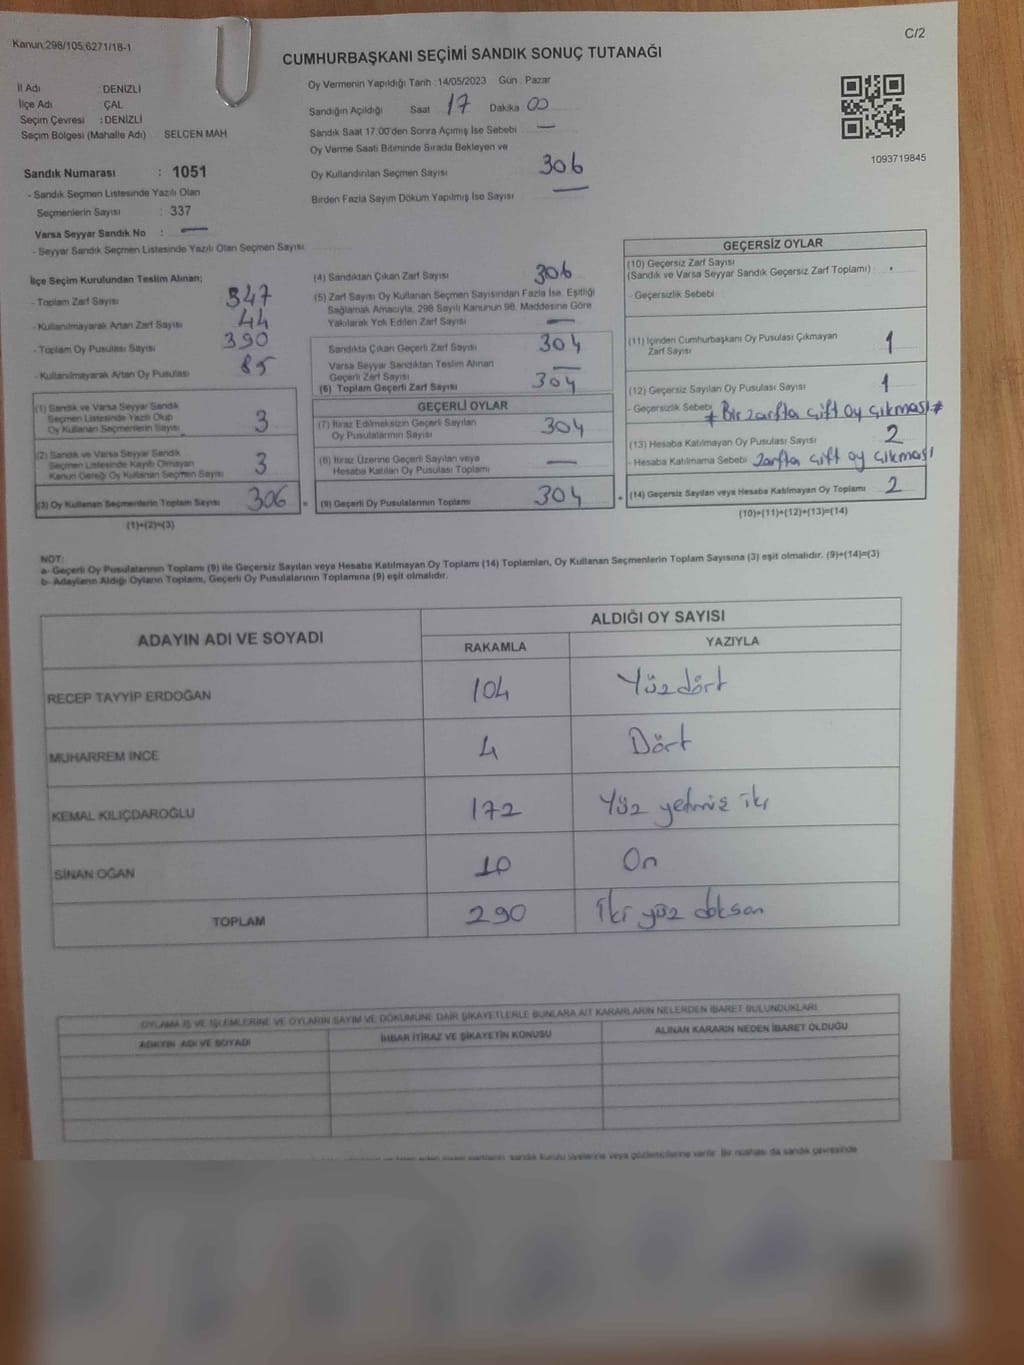 Kanun:298/105;6271/18-1
C/2
CUMHURBAŞKANI SEÇİMİ SANDIK SONUÇ TUTANAĞI
İl Adı : DENİZLİ
İlçe Adı : ÇAL
Seçim Çevresi : DENİZLİ
Seçim Bölgesi (Mahalle Adı) SELCEN MAH
Sandık Numarası : 1051
- Sandık Seçmen Listesinde Yazılı Olan
Seçmenlerin Sayısı : 337
Varsa Seyyar Sandık No : —
- Seyyar Sandık Seçmen Listesinde Yazılı Olan Seçmen Sayısı
Oy Vermenin Yapıldığı Tarih : 14/05/2023 Gün : Pazar
Sandığın Açıldığı Saat 17 Dakika 00
Sandık Saat 17.00'den Sonra Açımış İse Sebebi —
Oy Verme Saati Bitiminde Sırada Bekleyen ve
Oy Kullandırılan Seçmen Sayısı 306
Birden Fazla Sayım Döküm Yapılmış İse Sayısı —
1093719845
İlçe Seçim Kurulundan Teslim Alınan;
- Toplam Zarf Sayısı 347
- Kullanılmayarak Artan Zarf Sayısı 44
- Toplam Oy Pusulası Sayısı 390
- Kullanılmayarak Artan Oy Pusulası 85
(1) Sandık ve Varsa Seyyar Sandık
Seçmen Listesinde Yazılı Olup
Oy Kullanan Seçmenlerin Sayısı 3
(2) Sandık ve Varsa Seyyar Sandık
Seçmen Listesinde Kayıtlı Olmayan
Kanun Gereği Oy Kullanan Seçmen Sayısı 3
(3) Oy Kullanan Seçmenlerin Toplam Sayısı 306
(1)+(2)=(3)
(4) Sandıktan Çıkan Zarf Sayısı 306
(5) Zarf Sayısı Oy Kullanan Seçmen Sayısından Fazla İse, Eşitliği
Sağlamak Amacıyla, 298 Sayılı Kanunun 98. Maddesine Göre
Yakılarak Yok Edilen Zarf Sayısı —
Sandıkta Çıkan Geçerli Zarf Sayısı 304
Varsa Seyyar Sandıktan Teslim Alınan
Geçerli Zarf Sayısı —
(6) Toplam Geçerli Zarf Sayısı 304
GEÇERLİ OYLAR
(7) İtiraz Edilmeksizin Geçerli Sayılan
Oy Pusulalarının Sayısı 304
(8) İtiraz Üzerine Geçerli Sayılan veya
Hesaba Katılan Oy Pusulası Toplamı —
= (9) Geçerli Oy Pusulalarının Toplamı 304
GEÇERSİZ OYLAR
(10) Geçersiz Zarf Sayısı
(Sandık ve Varsa Seyyar Sandık Geçersiz Zarf Toplamı)
- Geçersizlik Sebebi
(11) İçinden Cumhurbaşkanı Oy Pusulası Çıkmayan
Zarf Sayısı 1
(12) Geçersiz Sayılan Oy Pusulası Sayısı 1
- Geçersizlik Sebebi # Bir zarfta çift oy çıkması #
(13) Hesaba Katılmayan Oy Pusulası Sayısı 2
- Hesaba Katılmama Sebebi Zarfta çift oy çıkması
+ (14) Geçersiz Sayılan veya Hesaba Katılmayan Oy Toplamı 2
(10)+(11)+(12)+(13)=(14)
NOT:
a- Geçerli Oy Pusulaları Toplamı (9) ile Geçersiz Sayılan veya Hesaba Katılmayan Oy Toplamı (14) Toplamları, Oy Kullanan Seçmenlerin Toplam Sayısına (3) eşit olmalıdır. (9)+(14)=(3)
b- Adayların Aldığı Oyların Toplamı, Geçerli Oy Pusulalarının Toplamına (9) eşit olmalıdır.
ADAYIN ADI VE SOYADI ALDIĞI OY SAYISI
RAKAMLA YAZIYLA
RECEP TAYYİP ERDOĞAN 104 Yüzdört
MUHARREM İNCE 4 Dört
KEMAL KILIÇDAROĞLU 172 Yüz yetmiş iki
SİNAN OĞAN 10 On
TOPLAM 290 iki yüz doksan
OYLAMA İŞ VE İŞLEMLERİNE VE OYLARIN SAYIM VE DÖKÜMÜNE DAİR ŞİKAYETLERLE BUNLARA AİT KARARLARIN NELERDEN İBARET BULUNDUKLARI
ADAYIN ADI VE SOYADI İHBAR İTİRAZ VE ŞİKAYETİN KONUSU ALINAN KARARIN NEDEN İBARET OLDUĞU
sandık kurulu üyelerine veya gözlemcilerine verilir. Bir nüshası da sandık çevresinde